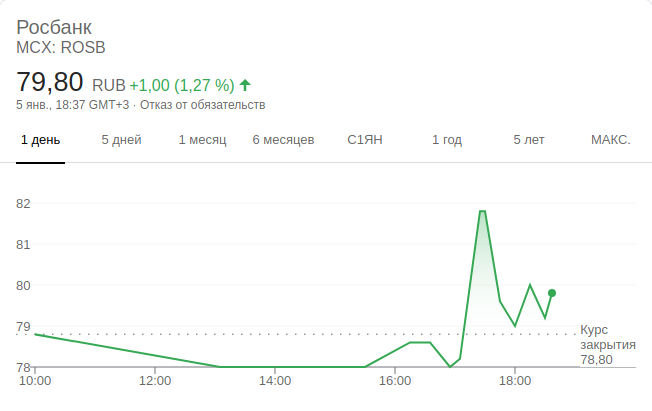 Росбанк
MCX: ROSB
79,80 RUB +1,00 (1,27 %)
5 янв., 18:37 GMT+3 · Отказ от обязательств
1 день 5 дней 1 месяц 6 месяцев С1ЯН 1 год 5 лет МАКС.
82
81
80
79
78
Курс
закрытия
78,80
10:00 12:00 14:00 16:00 18:00